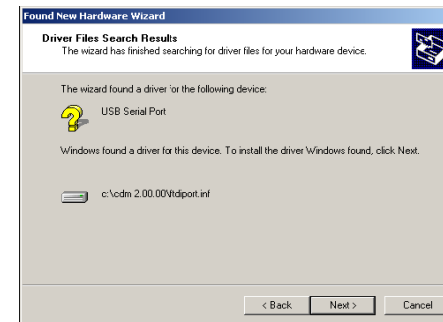 Found New Hardware Wizard
Driver Files Search Results
The wizard has finished searching for driver files for your hardware device.
The wizard found a driver for the following device:
USB Serial Port
Windows found a driver for this device. To install the driver Windows found, click Next.
c:\cdm 2.00.00\ftdiport.inf
< Back
Next >
Cancel